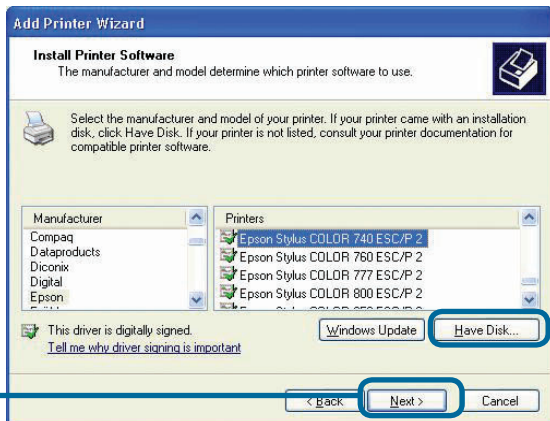 Add Printer Wizard
Install Printer Software
The manufacturer and model determine which printer software to use.
Select the manufacturer and model of your printer. If your printer came with an installation
disk, click Have Disk. If your printer is not listed, consult your printer documentation for
compatible printer software.
Manufacturer
Compaq
Dataproducts
Diconix
Digital
Epson
Printers
Epson Stylus COLOR 740 ESC/P 2
Epson Stylus COLOR 760 ESC/P 2
Epson Stylus COLOR 777 ESC/P 2
Epson Stylus COLOR 800 ESC/P 2
This driver is digitally signed.
Tell me why driver signing is important
Windows Update
Have Disk...
< Back
Next >
Cancel